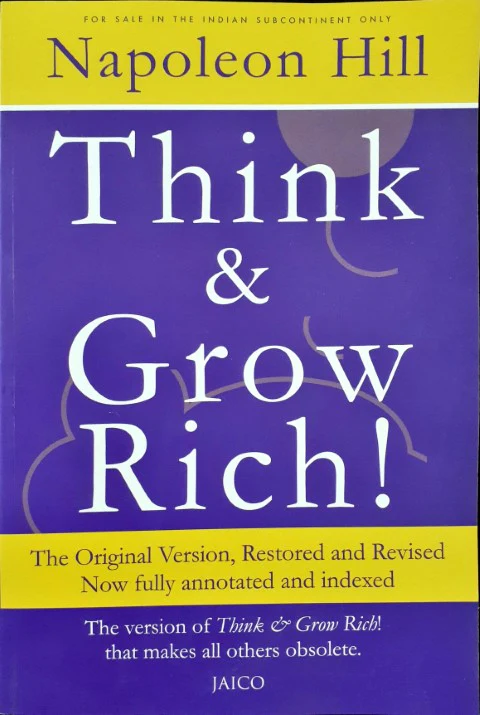 FOR SALE IN THE INDIAN SUBCONTINENT ONLY
Napoleon Hill
Think
&
Grow
Rich!
The Original Version, Restored and Revised
Now fully annotated and indexed
The version of Think & Grow Rich!
that makes all others obsolete.
JAICO